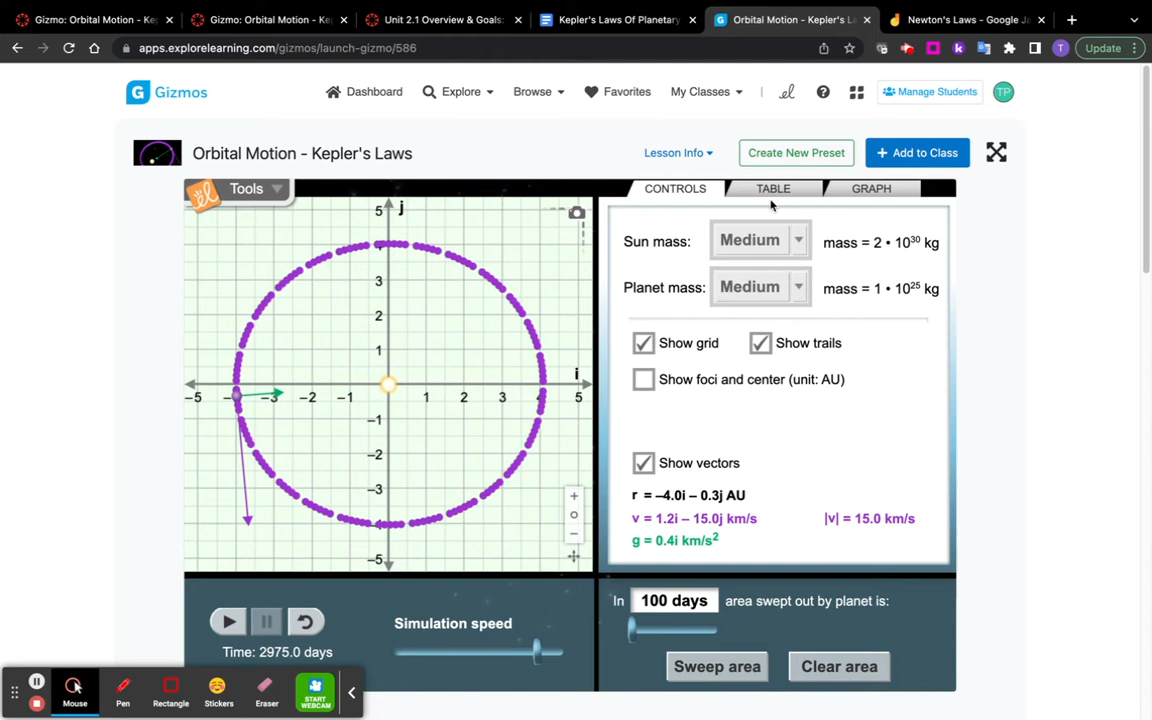 Gizmo: Orbital Motion - Kep
Gizmo: Orbital Motion - Kep
Unit 2.1 Overview & Goals:
Kepler's Laws Of Planetary
Orbital Motion - Kepler's La
Newton's Laws - Google Ja
apps.explorelearning.com/gizmos/launch-gizmo/586
T
Update
G Gizmos
Dashboard
Explore
Browse
Favorites
My Classes
el
?
Manage Students
TP
Orbital Motion - Kepler's Laws
Lesson Info
Create New Preset
+ Add to Class
el
Tools
CONTROLS
TABLE
GRAPH
j
5
4
3
2
1
i
−5
−3
−2
−1
1
2
3
4
5
−1
−2
−3
−4
−5
Sun mass:
Medium
mass = 2 • 10³⁰ kg
Planet mass:
Medium
mass = 1 • 10²⁵ kg
Show grid
Show trails
Show foci and center (unit: AU)
Show vectors
r = −4.0i − 0.3j AU
v = 1.2i − 15.0j km/s
|v| = 15.0 km/s
g = 0.4i km/s²
Time: 2975.0 days
Simulation speed
In 100 days area swept out by planet is:
Sweep area
Clear area
Mouse
Pen
Rectangle
Stickers
Eraser
START
WEBCAM